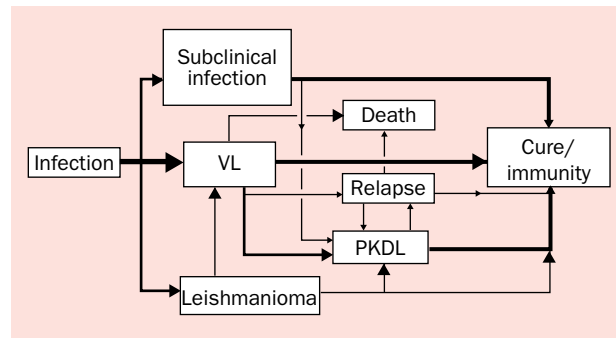 Subclinical
infection
Death
Infection
VL
Cure/
immunity
Relapse
PKDL
Leishmanioma